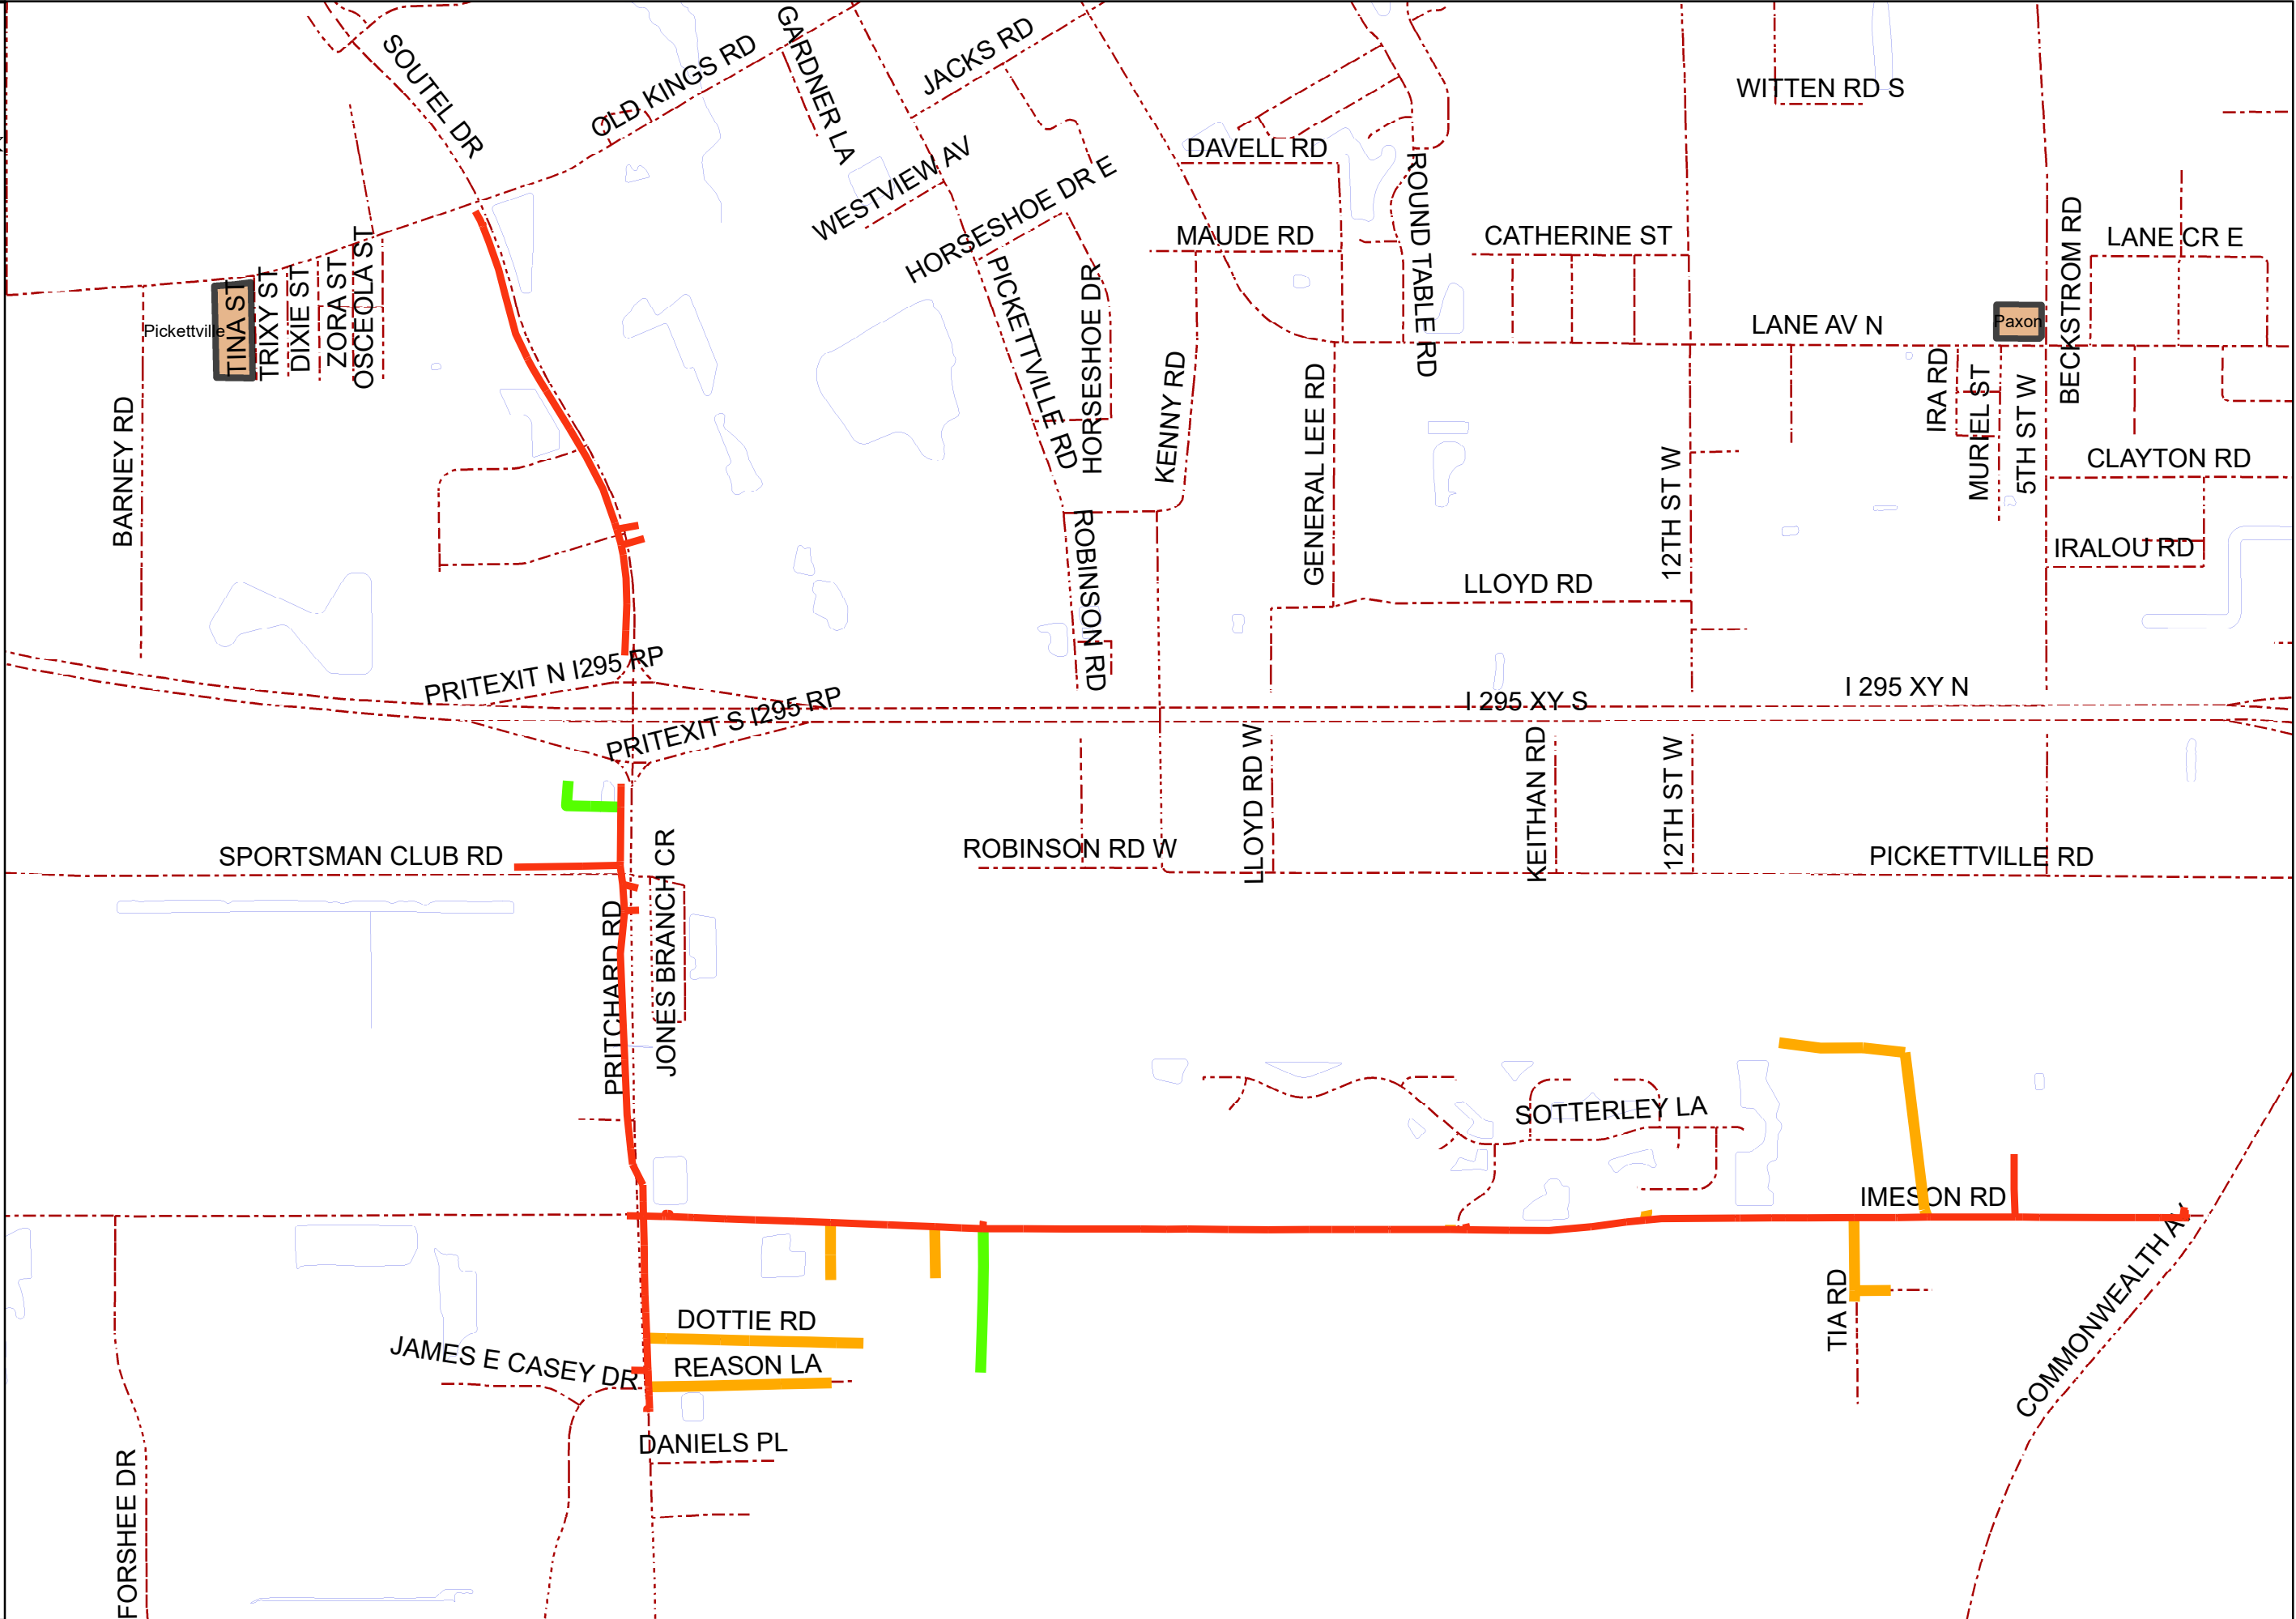 SOUTEL DR
OLD KINGS RD
GARDNER LA
JACKS RD
WITTEN RD S
WESTVIEW AV
HORSESHOE DR E
DAVELL RD
ROUND TABLE RD
MAUDE RD
CATHERINE ST
BECKSTROM RD
LANE CR E
Pickettville
TINA ST
TRIXY ST
DIXIE ST
ZORA ST
OSCEOLA ST
PICKETTVILLE RD
HORSESHOE DR
KENNY RD
GENERAL LEE RD
LANE AV N
Paxon
IRA RD
MURIEL ST
5TH ST W
CLAYTON RD
BARNEY RD
12TH ST W
ROBINSON RD
LLOYD RD
IRALOU RD
PRITEXIT N I295 RP
PRITEXIT S I295 RP
I 295 XY S
I 295 XY N
LLOYD RD W
KEITHAN RD
12TH ST W
SPORTSMAN CLUB RD
ROBINSON RD W
PICKETTVILLE RD
PRITCHARD RD
JONES BRANCH CR
SOTTERLEY LA
IMESON RD
DOTTIE RD
JAMES E CASEY DR
REASON LA
TIA RD
COMMONWEALTH AV
DANIELS PL
FORSHEE DR